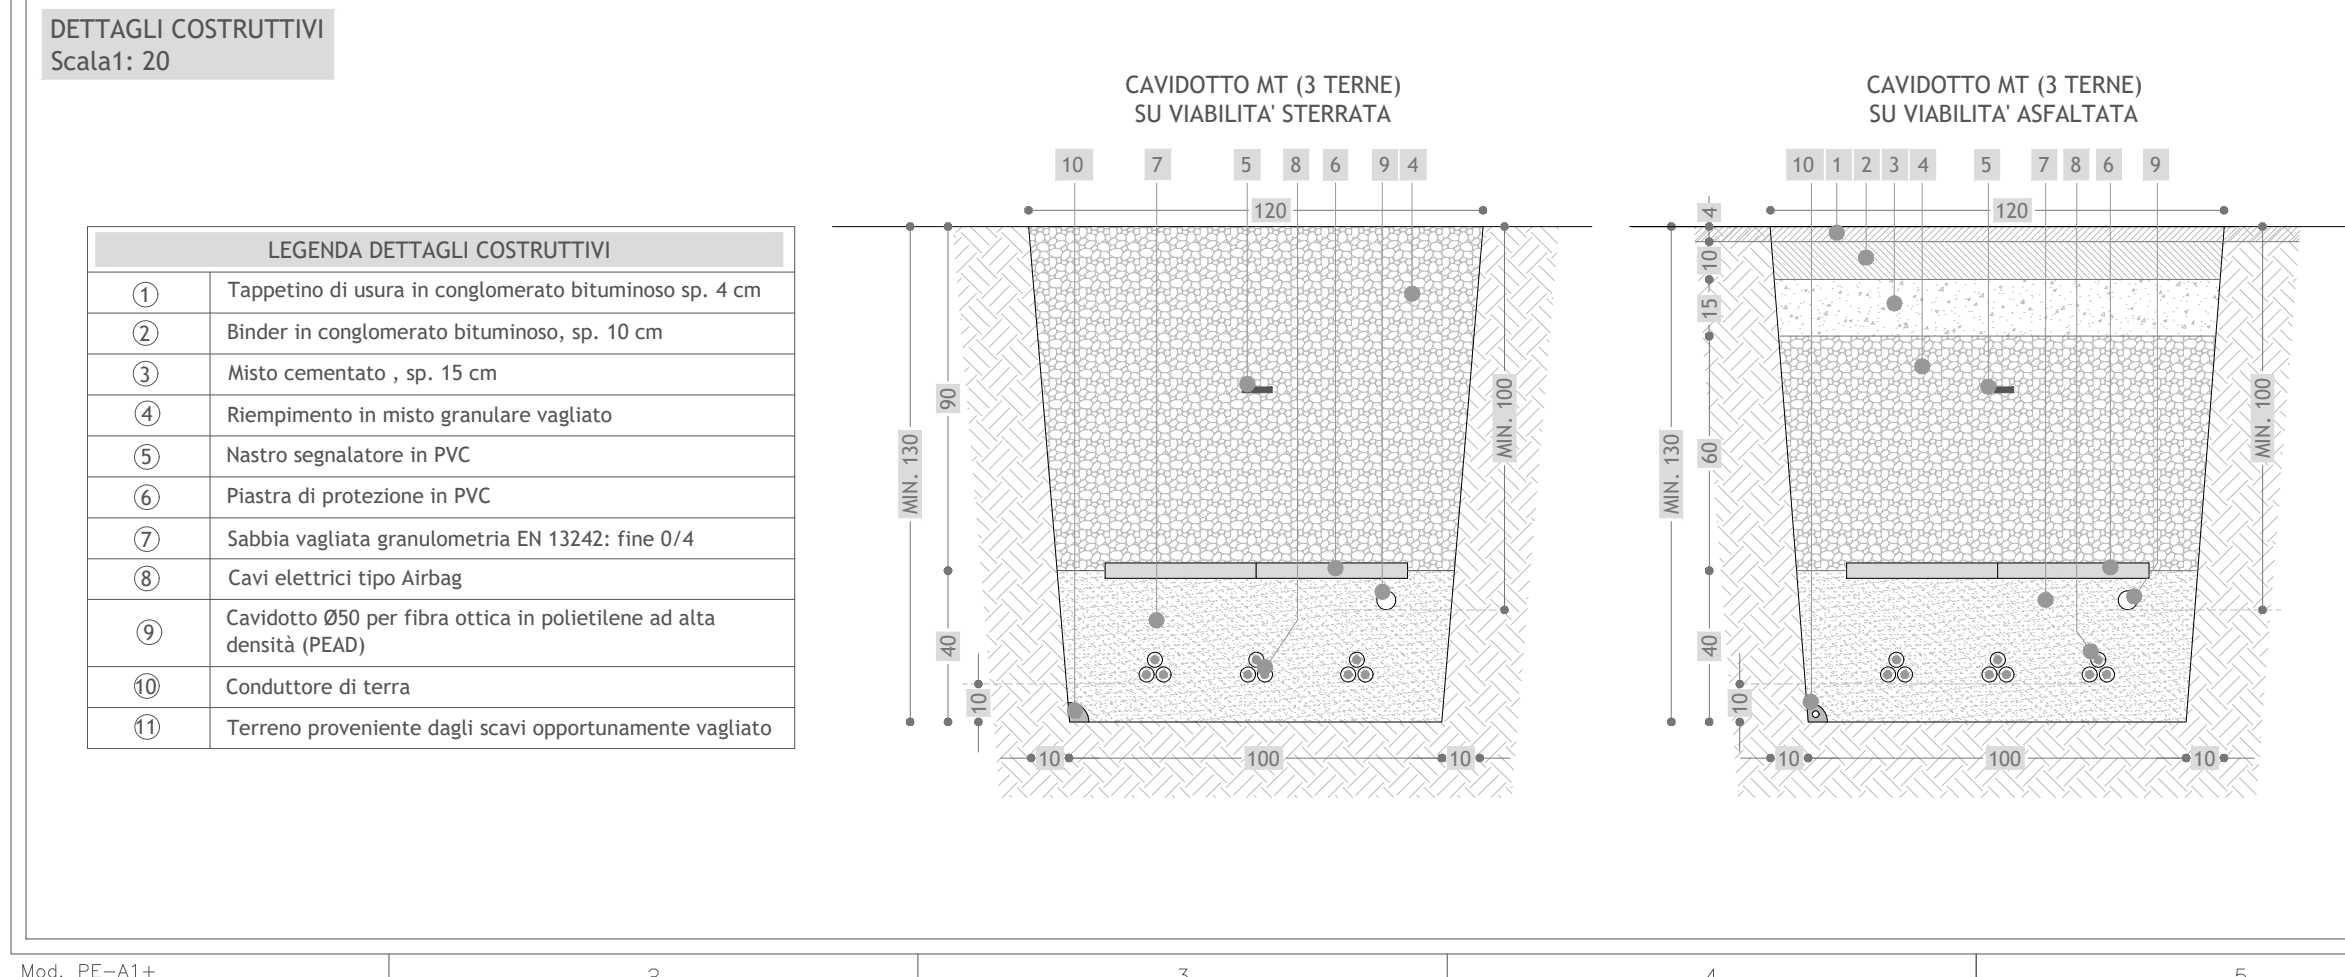 DETTAGLI COSTRUTTIVI
Scala1: 20
LEGENDA DETTAGLI COSTRUTTIVI
1 Tappetino di usura in conglomerato bituminoso sp. 4 cm
2 Binder in conglomerato bituminoso, sp. 10 cm
3 Misto cementato , sp. 15 cm
4 Riempimento in misto granulare vagliato
5 Nastro segnalatore in PVC
6 Piastra di protezione in PVC
7 Sabbia vagliata granulometria EN 13242: fine 0/4
8 Cavi elettrici tipo Airbag
9 Cavidotto Ø50 per fibra ottica in polietilene ad alta
densità (PEAD)
10 Conduttore di terra
11 Terreno proveniente dagli scavi opportunamente vagliato
CAVIDOTTO MT (3 TERNE)
SU VIABILITA' STERRATA
10 7 5 8 6 9 4
120
90
MIN. 130
MIN. 100
40
10
10 100 10
CAVIDOTTO MT (3 TERNE)
SU VIABILITA' ASFALTATA
10 1 2 3 4 5 7 8 6 9
4
120
10
15
MIN. 130
60
MIN. 100
40
10
10 100 10
Mod. PE-A1+
3
4
5